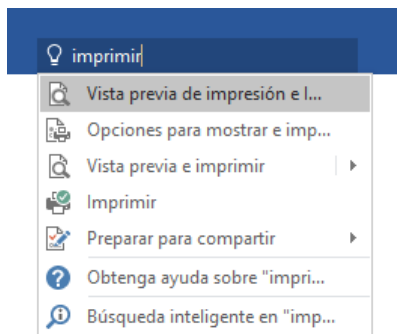 imprimir
Vista previa de impresión e I...
Opciones para mostrar e imp...
Vista previa e imprimir
Imprimir
Preparar para compartir
Obtenga ayuda sobre "impri...
Búsqueda inteligente en "imp...